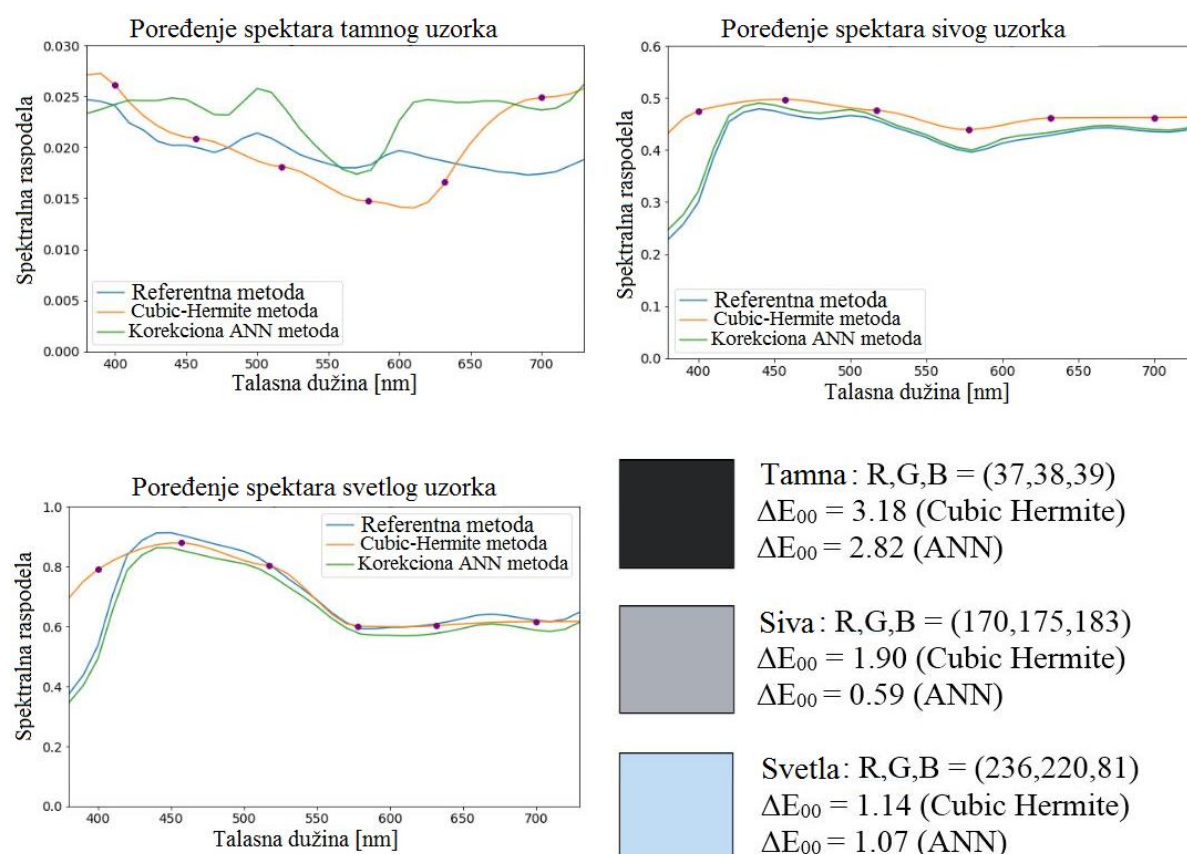 Poređenje spektara tamnog uzorka
0.030
0.025
0.020
0.015
0.010
0.005
0.000
Spektralna raspodela
Referentna metoda
Cubic-Hermite metoda
Korekciona ANN metoda
400 450 500 550 600 650 700
Talasna dužina [nm]
Poređenje spektara sivog uzorka
0.6
0.5
0.4
0.3
0.2
0.1
0.0
Spektralna raspodela
Referentna metoda
Cubic-Hermite metoda
Korekciona ANN metoda
400 450 500 550 600 650 700
Talasna dužina [nm]
Poređenje spektara svetlog uzorka
1.0
0.8
0.6
0.4
0.2
0.0
Spektralna raspodela
Referentna metoda
Cubic-Hermite metoda
Korekciona ANN metoda
400 450 500 550 600 650 700
Talasna dužina [nm]
Tamna : R,G,B = (37,38,39)
ΔE₀₀ = 3.18 (Cubic Hermite)
ΔE₀₀ = 2.82 (ANN)
Siva : R,G,B = (170,175,183)
ΔE₀₀ = 1.90 (Cubic Hermite)
ΔE₀₀ = 0.59 (ANN)
Svetla: R,G,B = (236,220,81)
ΔE₀₀ = 1.14 (Cubic Hermite)
ΔE₀₀ = 1.07 (ANN)